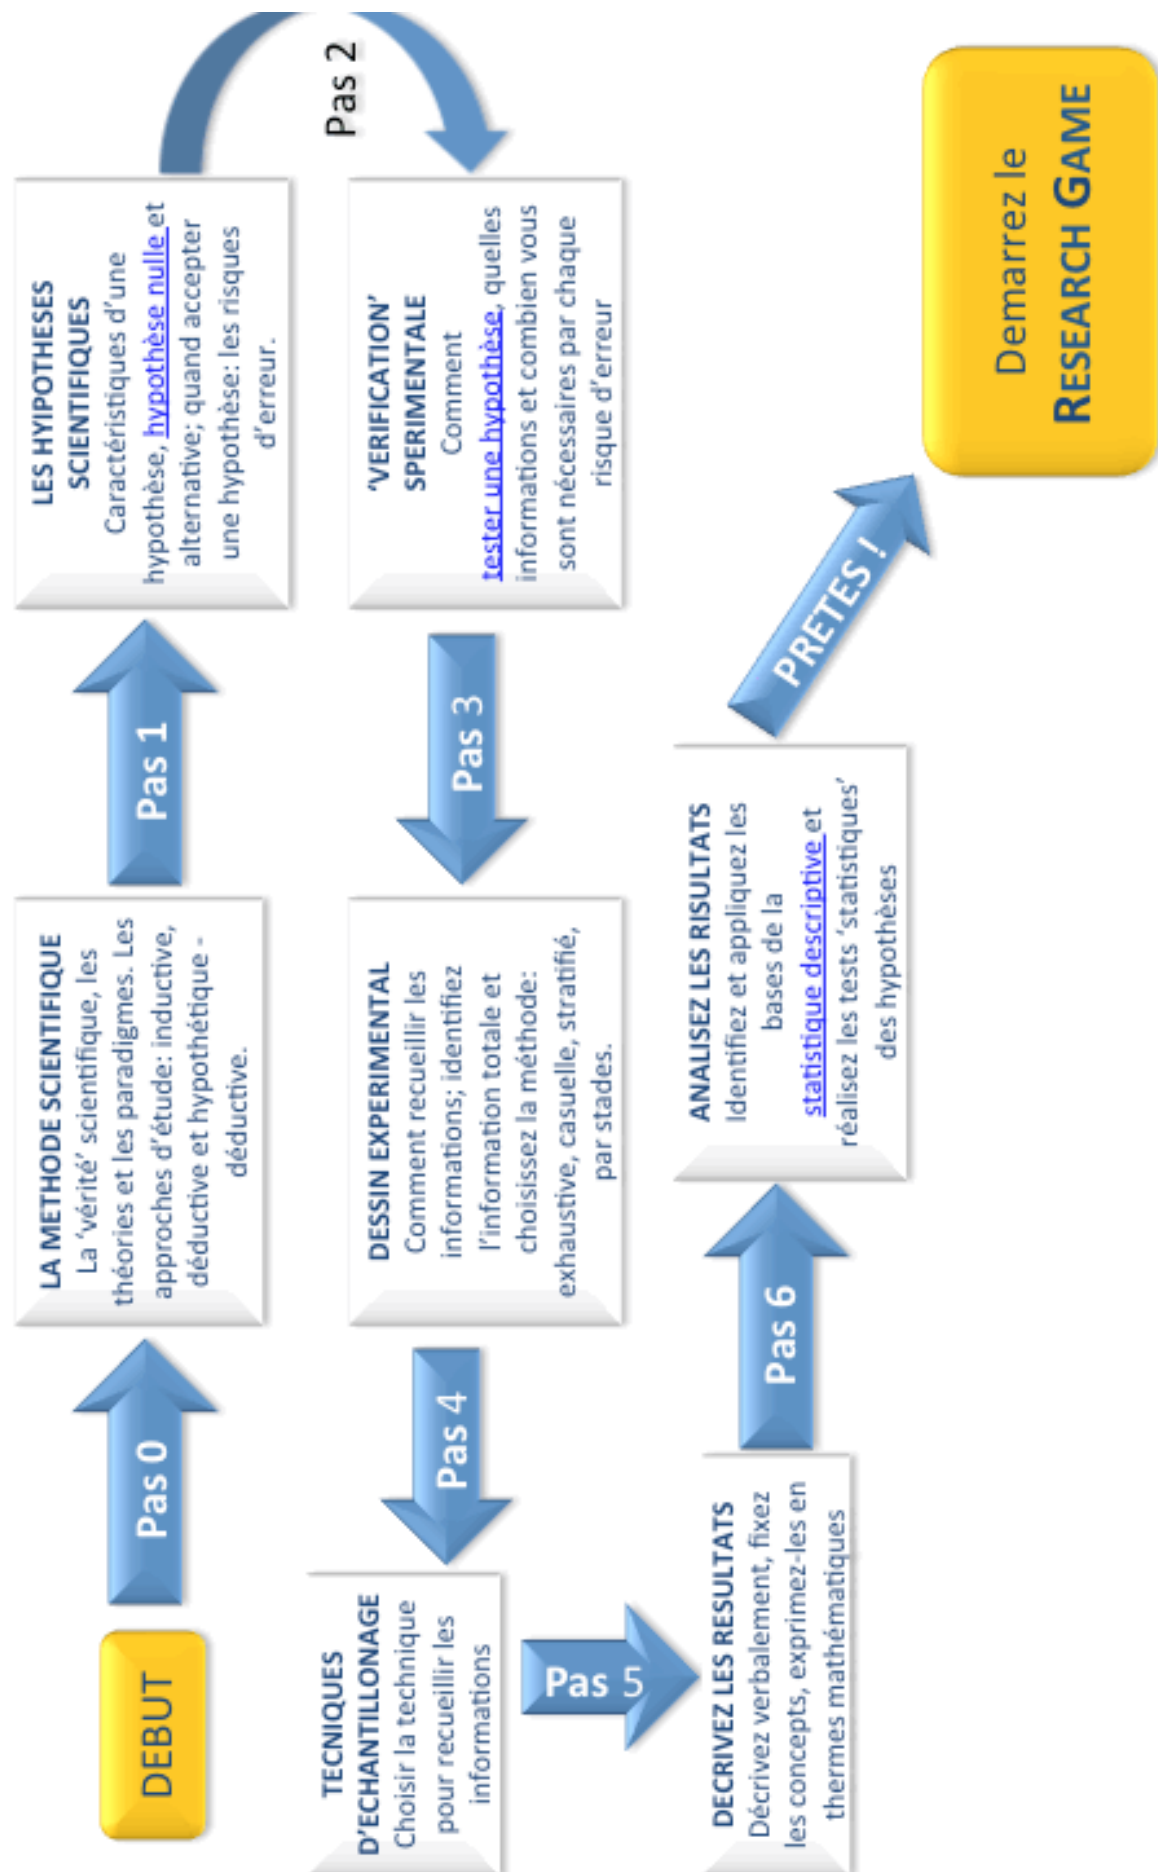 DEBUT
Pas 0
LA METHODE SCIENTIFIQUE
La ‘vérité’ scientifique, les
théories et les paradigmes. Les
approches d’étude: inductive,
déductive et hypothétique -
déductive.
Pas 1
LES HYIPOTHESES
SCIENTIFIQUES
Caractéristiques d’une
hypothèse, hypothèse nulle et
alternative; quand accepter
une hypothèse: les risques
d’erreur.
Pas 2
‘VERIFICATION’
SPERIMENTALE
Comment
tester une hypothèse, quelles
informations et combien vous
sont nécessaires par chaque
risque d’erreur
Pas 3
DESSIN EXPERIMENTAL
Comment recueillir les
informations; identifiez
l’information totale et
choisissez la méthode:
exhaustive, casuelle, stratifié,
par stades.
Pas 4
TECNIQUES
D’ECHANTILLONAGE
Choisir la technique
pour recueillir les
informations
Pas 5
DECRIVEZ LES RESULTATS
Décrivez verbalement, fixez
les concepts, exprimez-les en
thermes mathématiques
Pas 6
ANALISEZ LES RISULTATS
Identifiez et appliquez les
bases de la
statistique descriptive et
réalisez les tests ‘statistiques’
des hypothèses
PRETES !
Demarrez le
RESEARCH GAME